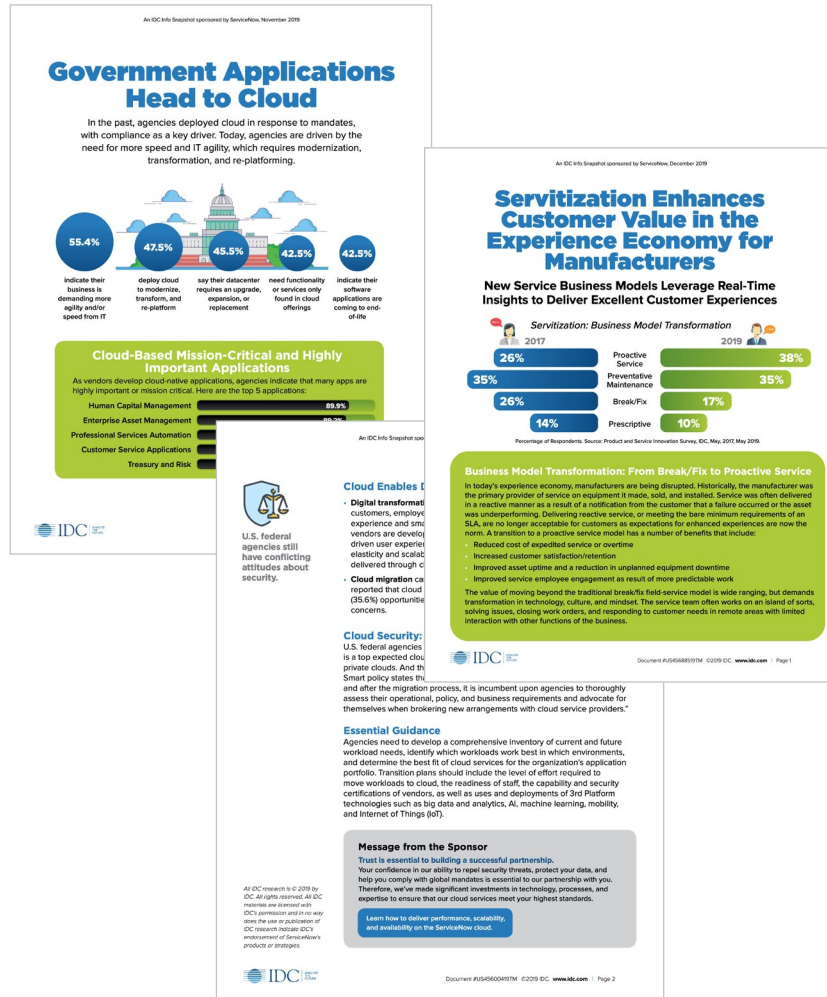 An IDC Info Snapshot sponsored by ServiceNow, November 2019
Government Applications
Head to Cloud
In the past, agencies deployed cloud in response to mandates,
with compliance as a key driver. Today, agencies are driven by the
need for more speed and IT agility, which requires modernization,
transformation, and re-platforming.
55.4%
47.5%
45.5%
42.5%
42.5%
indicate their
business is
demanding more
agility and/or
speed from IT
deploy cloud
to modernize,
transform, and
re-platform
say their datacenter
requires an upgrade,
expansion, or
replacement
need functionality
or services only
found in cloud
offerings
indicate their
software
applications are
coming to end-
of-life
Cloud-Based Mission-Critical and Highly
Important Applications
As vendors develop cloud-native applications, agencies indicate that many apps are
highly important or mission critical. Here are the top 5 applications:
Human Capital Management
89.9%
Enterprise Asset Management
Professional Services Automation
Customer Service Applications
Treasury and Risk
IDC
ANALYZE
THE
FUTURE
An IDC Info Snapshot sponsored by ServiceNow, December 2019
Servitization Enhances
Customer Value in the
Experience Economy for
Manufacturers
New Service Business Models Leverage Real-Time
Insights to Deliver Excellent Customer Experiences
Servitization: Business Model Transformation
2017
2019
26%
Proactive
Service
38%
35%
Preventative
Maintenance
35%
26%
Break/Fix
17%
14%
Prescriptive
10%
Percentage of Respondents. Source: Product and Service Innovation Survey, IDC, May, 2017, May 2019.
Business Model Transformation: From Break/Fix to Proactive Service
In today's experience economy, manufacturers are being disrupted. Historically, the manufacturer was
the primary provider of service on equipment it made, sold, and installed. Service was often delivered
in a reactive manner as a result of a notification from the customer that a failure occurred or the asset
was underperforming. Delivering reactive service, or meeting the bare minimum requirements of an
SLA, are no longer acceptable for customers as expectations for enhanced experiences are now the
norm. A transition to a proactive service model has a number of benefits that include:
• Reduced cost of expedited service or overtime
• Increased customer satisfaction/retention
• Improved asset uptime and a reduction in unplanned equipment downtime
• Improved service employee engagement as result of more predictable work
The value of moving beyond the traditional break/fix field-service model is wide ranging, but demands
transformation in technology, culture, and mindset. The service team often works on an island of sorts,
solving issues, closing work orders, and responding to customer needs in remote areas with limited
interaction with other functions of the business.
IDC
ANALYZE
THE
FUTURE
Document #US45688519TM ©2019 IDC. www.idc.com | Page 1
An IDC Info Snapshot spo
U.S. federal
agencies still
have conflicting
attitudes about
security.
Cloud Enables D
• Digital transformati
customers, employe
experience and sma
vendors are develop
driven user experien
elasticity and scalab
delivered through c
• Cloud migration ca
reported that cloud
(35.6%) opportunitie
concerns.
Cloud Security:
U.S. federal agencies
is a top expected clou
private clouds. And th
Smart policy states tha
and after the migration process, it is incumbent upon agencies to thoroughly
assess their operational, policy, and business requirements and advocate for
themselves when brokering new arrangements with cloud service providers.”
Essential Guidance
Agencies need to develop a comprehensive inventory of current and future
workload needs, identify which workloads work best in which environments,
and determine the best fit of cloud services for the organization's application
portfolio. Transition plans should include the level of effort required to
move workloads to cloud, the readiness of staff, the capability and security
certifications of vendors, as well as uses and deployments of 3rd Platform
technologies such as big data and analytics, AI, machine learning, mobility,
and Internet of Things (IoT).
Message from the Sponsor
Trust is essential to building a successful partnership.
Your confidence in our ability to repel security threats, protect your data, and
help you comply with global mandates is essential to our partnership with you.
Therefore, we've made significant investments in technology, processes, and
expertise to ensure that our cloud services meet your highest standards.
Learn how to deliver performance, scalability,
and availability on the ServiceNow cloud.
All IDC research is © 2019 by
IDC. All rights reserved. All IDC
materials are licensed with
IDC's permission and in no way
does the use or publication of
IDC research indicate IDC's
endorsement of ServiceNow's
products or strategies.
IDC
ANALYZE
THE
FUTURE
Document #US45600419TM ©2019 IDC. www.idc.com | Page 2